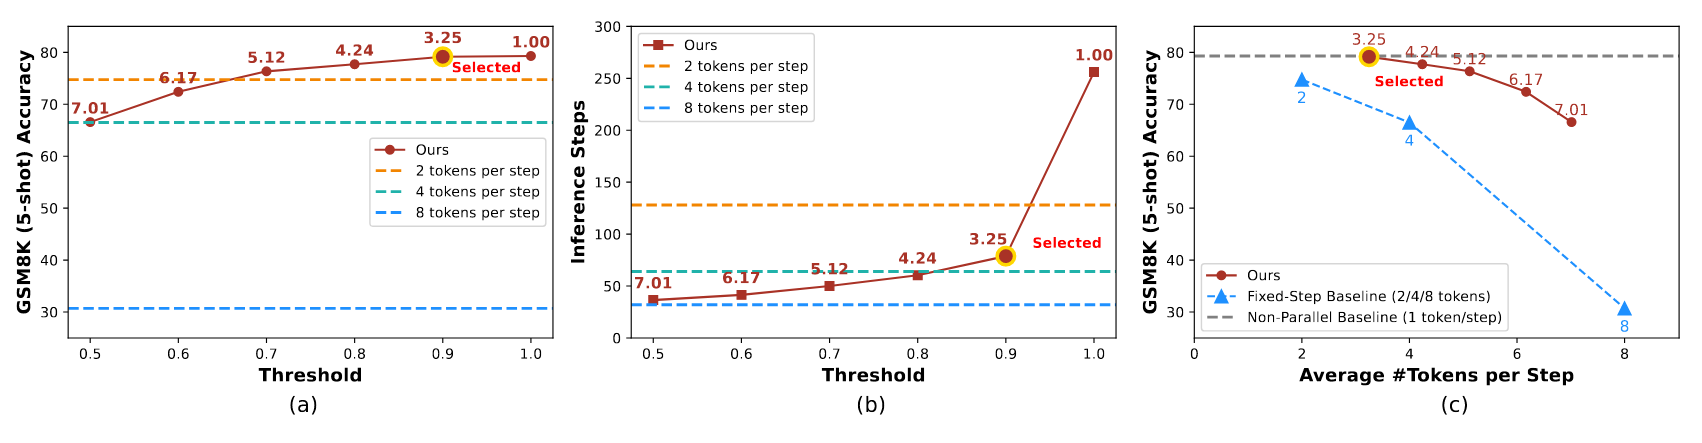 GSM8K (5-shot) Accuracy
80
70
60
50
40
30
7.01
6.17
5.12
4.24
3.25
1.00
Selected
Ours
2 tokens per step
4 tokens per step
8 tokens per step
0.5 0.6 0.7 0.8 0.9 1.0
Threshold
(a)
Inference Steps
300
250
200
150
100
50
0
Ours
2 tokens per step
4 tokens per step
8 tokens per step
7.01
6.17
5.12
4.24
3.25
1.00
Selected
0.5 0.6 0.7 0.8 0.9 1.0
Threshold
(b)
GSM8K (5-shot) Accuracy
80
70
60
50
40
30
3.25
4.24
5.12
6.17
7.01
Selected
2
4
8
Ours
Fixed-Step Baseline (2/4/8 tokens)
Non-Parallel Baseline (1 token/step)
0 2 4 6 8
Average #Tokens per Step
(c)